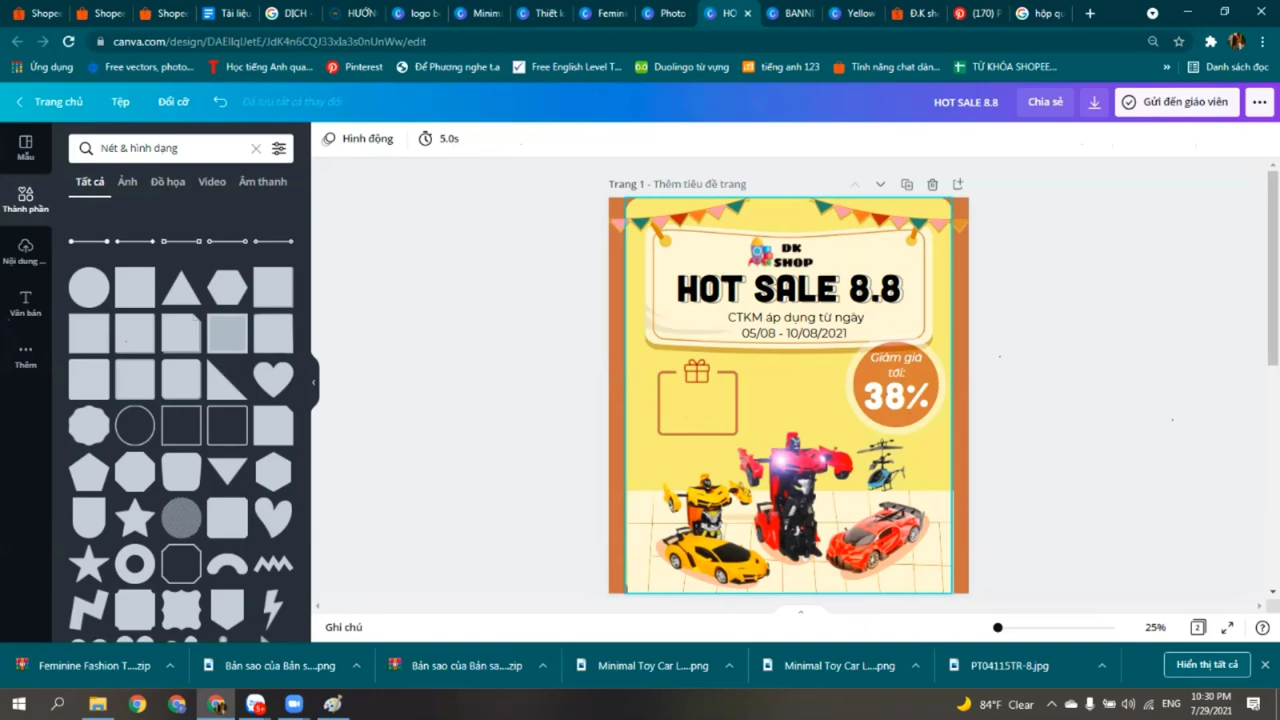 Shopee
Shopee
Shopee
Tài liệu
DỊCH -
HƯỚN
logo b
Minim
Thiết k
Femin
Photo
HO
BANNE
Yellow
Đ.K sh
(170) P
hộp qu
canva.com/design/DAEIIqIJetE/JdK4n6CQJ33xIa3s0nUnWw/edit
Ứng dụng
Free vectors, photo...
Học tiếng Anh qua...
Pinterest
Để Phương nghe t.a
Free English Level T...
Duolingo từ vựng
tiếng anh 123
Tính năng chat dàn...
TỪ KHÓA SHOPEE...
»
Danh sách đọc
Trang chủ
Tệp
Đổi cỡ
Đã lưu tất cả thay đổi
HOT SALE 8.8
Chia sẻ
Gửi đến giáo viên
Mẫu
Thành phần
Nội dung ...
Văn bản
Thêm
Nét & hình dạng
Tất cả
Ảnh
Đồ họa
Video
Âm thanh
Hình động
5.0s
Trang 1 - Thêm tiêu đề trang
DK
SHOP
HOT SALE 8.8
CTKM áp dụng từ ngày
05/08 - 10/08/2021
Giảm giá
tới:
38%
Ghi chú
25%
2
Feminine Fashion T....zip
Bản sao của Bản s....png
Bản sao của Bản sa....zip
Minimal Toy Car L....png
Minimal Toy Car L....png
PT04115TR-8.jpg
Hiển thị tất cả
84°F Clear
ENG
10:30 PM
7/29/2021